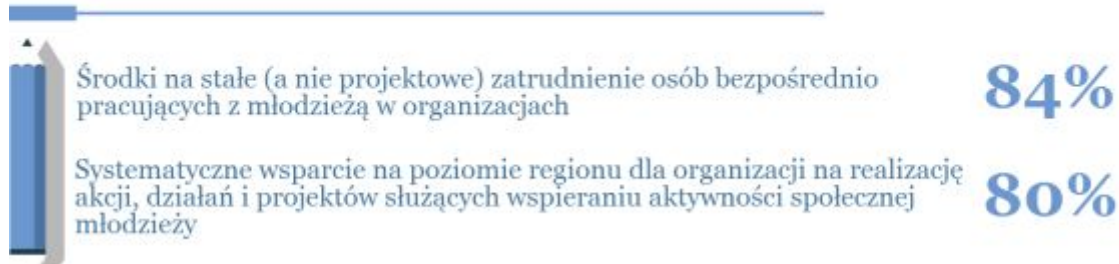 Środki na stałe (a nie projektowe) zatrudnienie osób bezpośrednio
pracujących z młodzieżą w organizacjach
84%
Systematyczne wsparcie na poziomie regionu dla organizacji na realizację
akcji, działań i projektów służących wspieraniu aktywności społecznej
młodzieży
80%